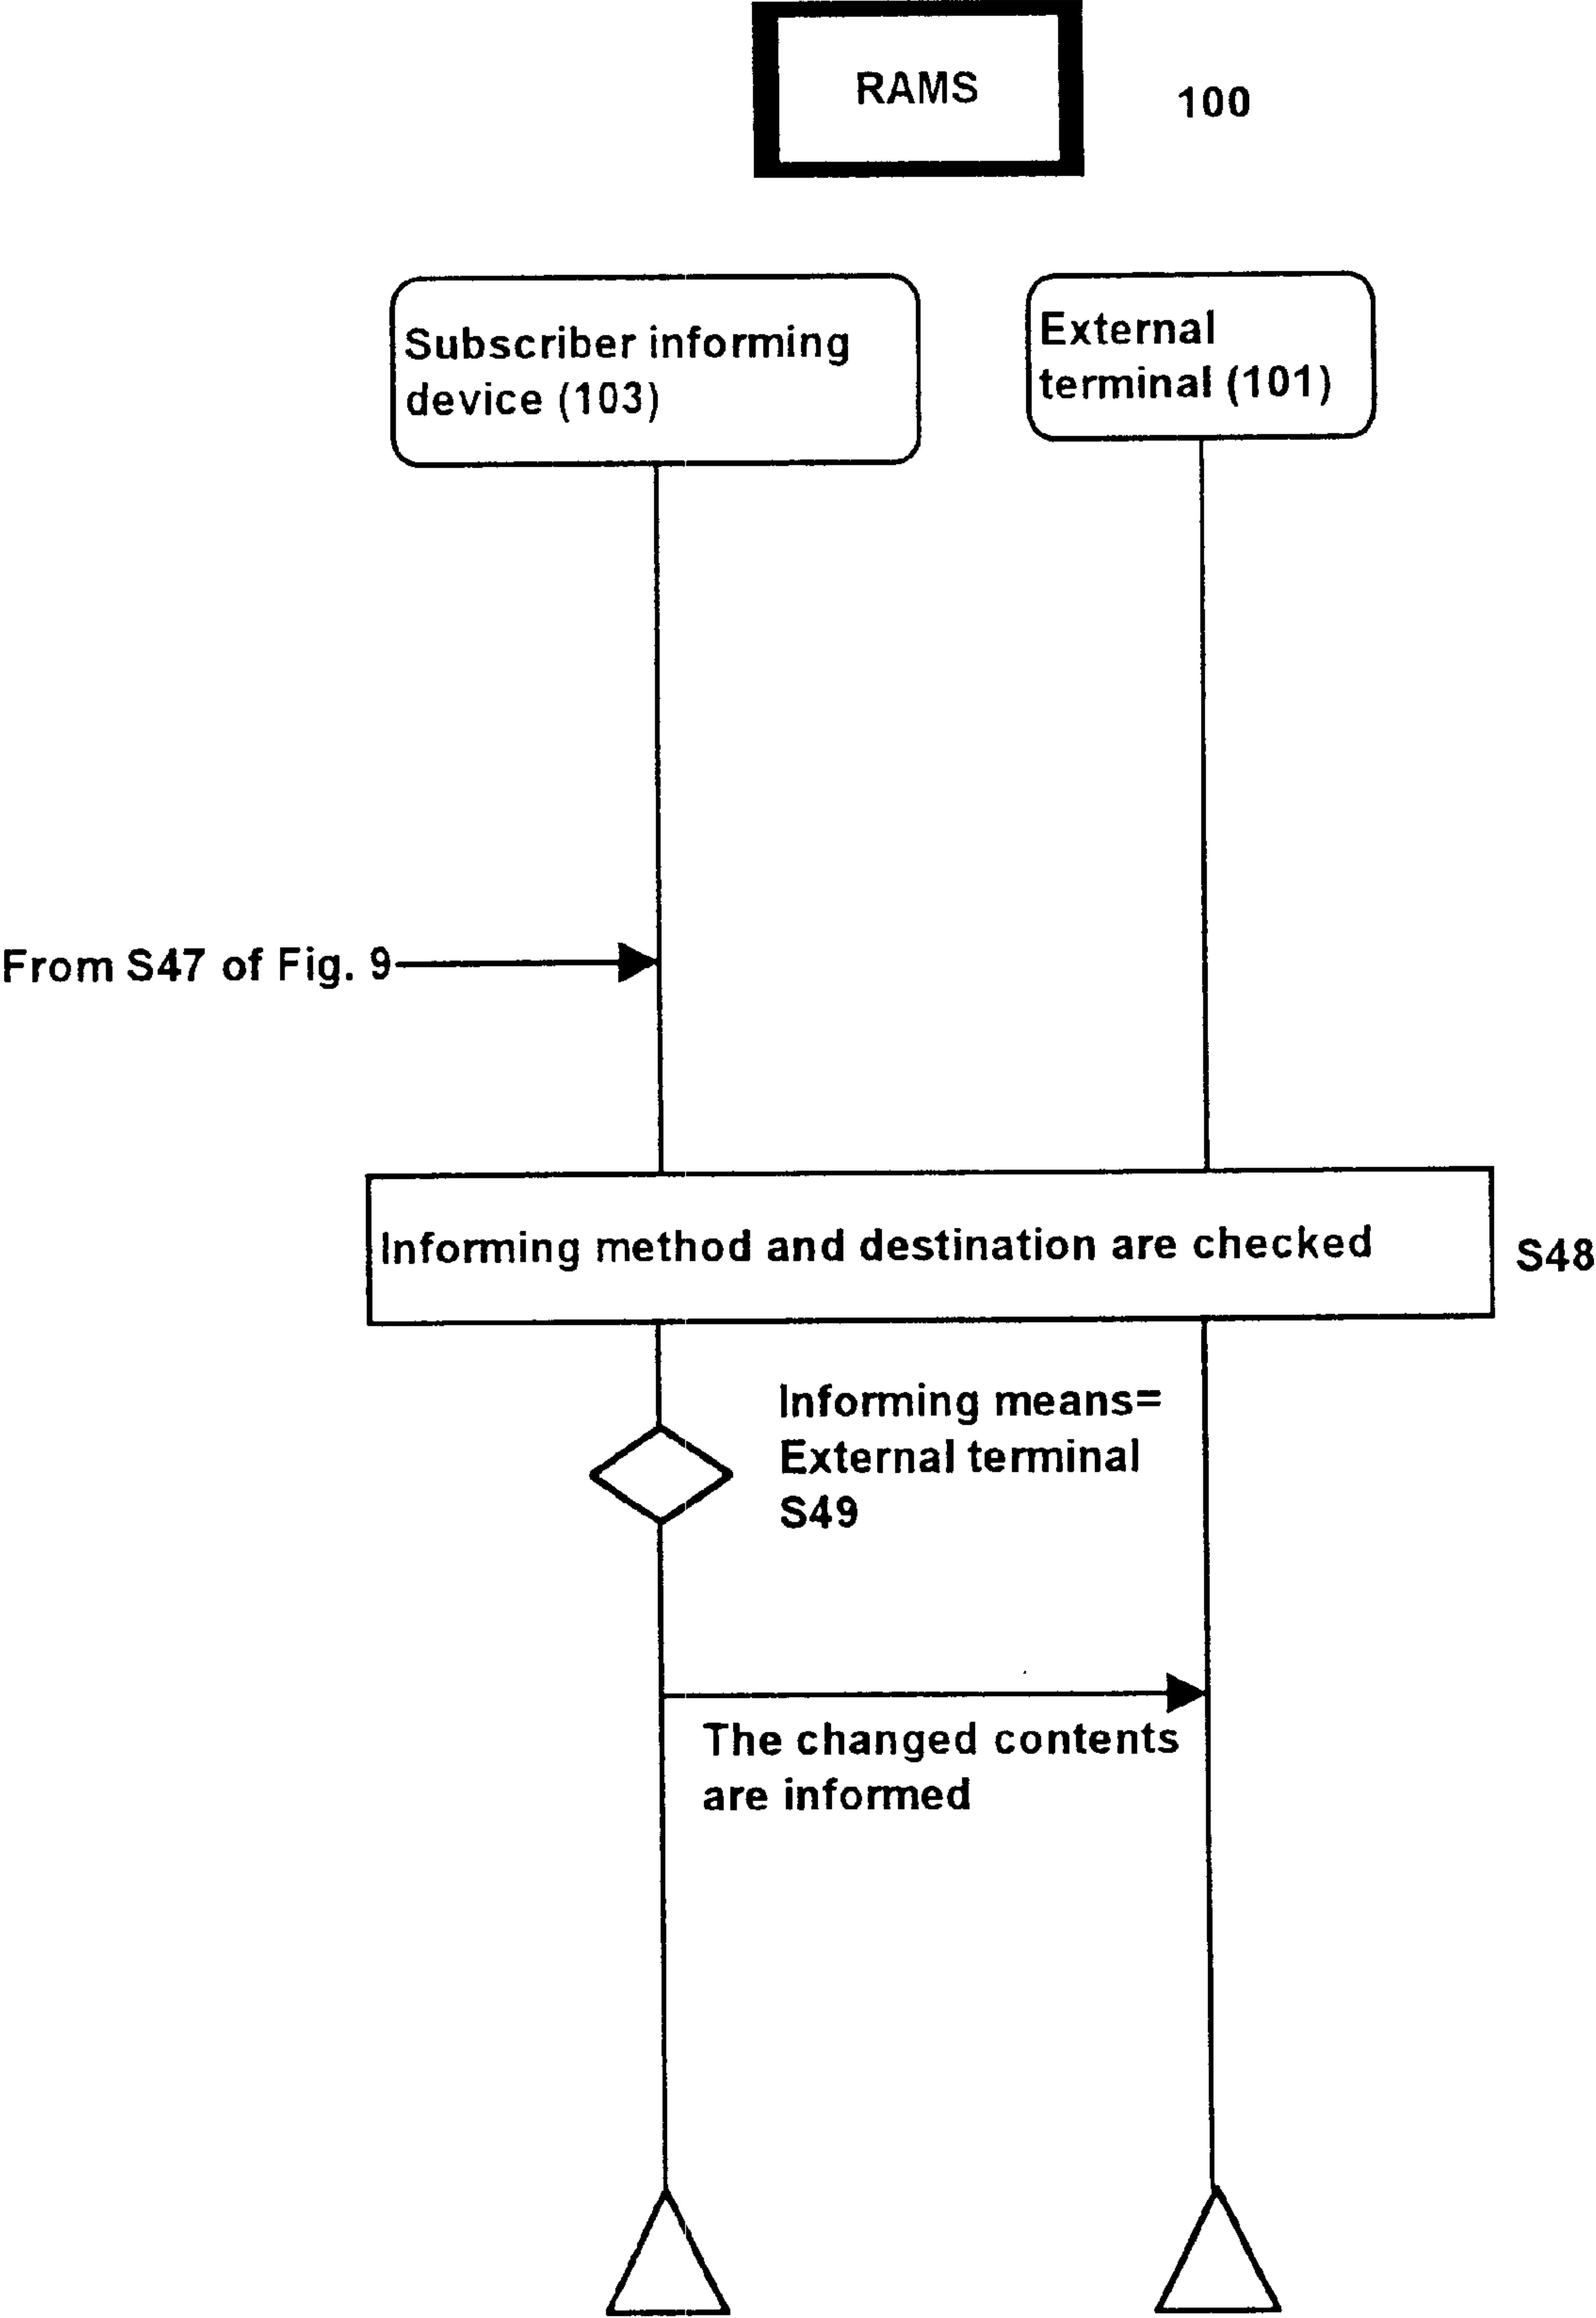 RAMS
100
Subscriber informing
device (103)
External
terminal (101)
From S47 of Fig. 9
Informing method and destination are checked
S48
Informing means=
External terminal
S49
The changed contents
are informed